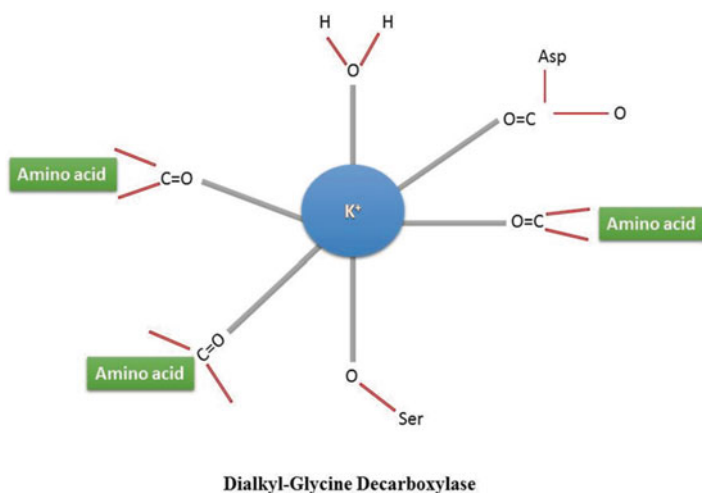 H H
O
Asp
O=C O
Amino acid C=O
K+
O=C Amino acid
C=O
Amino acid
O
Ser
Dialkyl-Glycine Decarboxylase